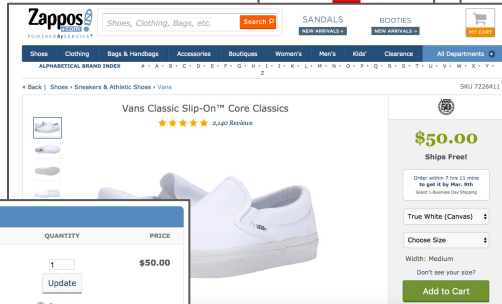 Zappos
.com
POWERED by SERVICE®
Shoes, Clothing, Bags, etc.
Search
SANDALS
NEW ARRIVALS »
BOOTIES
NEW ARRIVALS »
MY CART
Shoes Clothing Bags & Handbags Accessories Boutiques Women's Men's Kids' Clearance All Departments
ALPHABETICAL BRAND INDEX # • A • B • C • D • E • F • G • H • I • J • K • L • M • N • O • P • Q • R • S • T • U • V • W • X • Y •
Z
« Back | Shoes › Sneakers & Athletic Shoes › Vans
SKU 7226411
Vans Classic Slip-On™ Core Classics
2,140 Reviews
50
$50.00
Ships Free!
Order within 7 hrs 11 mins
to get it by Mar. 9th
Select 1-Business Day Shipping
True White (Canvas)
Choose Size
Width: Medium
Don't see your size?
Add to Cart
QUANTITY PRICE
1 $50.00
Update